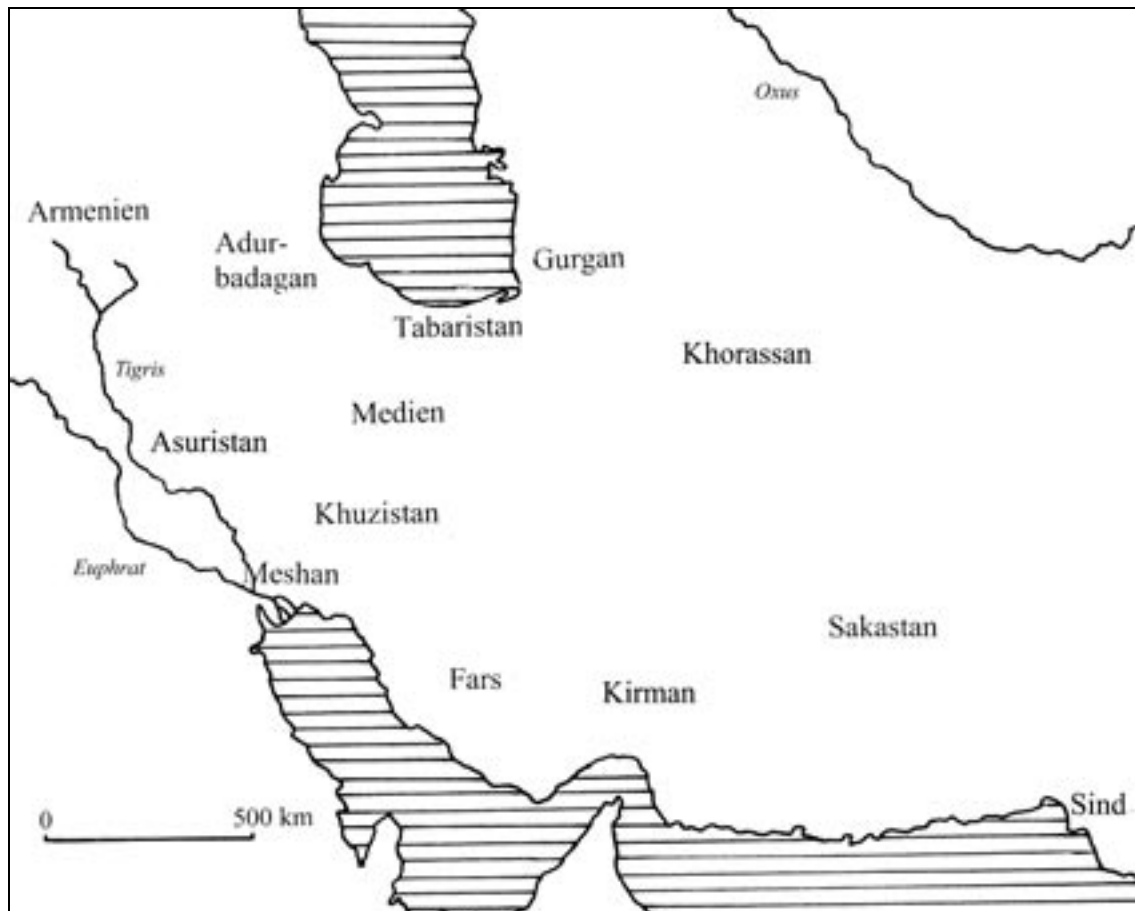 Oxus
Armenien
Adur-
badagan
Gurgan
Tabaristan
Khorassan
Tigris
Medien
Asuristan
Khuzistan
Euphrat
Meshan
Sakastan
Fars
Kirman
Sind
0 500 km